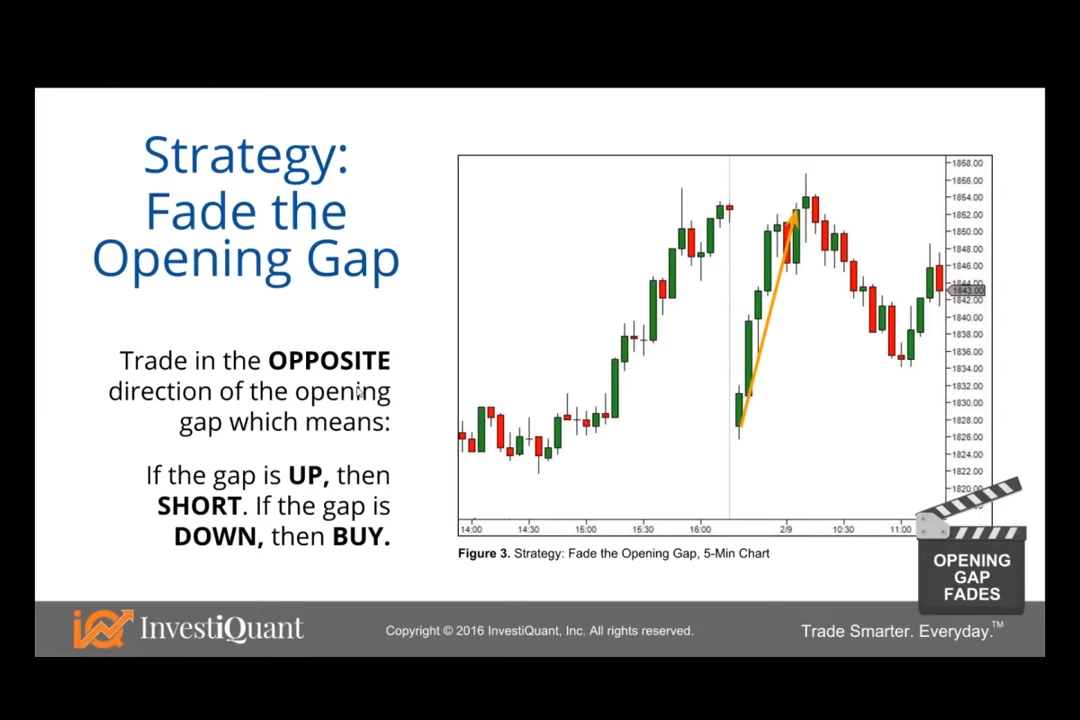 Strategy:
Fade the
Opening Gap
Trade in the OPPOSITE
direction of the opening
gap which means:
If the gap is UP, then
SHORT. If the gap is
DOWN, then BUY.
1858.00
1856.00
1854.00
1852.00
1850.00
1848.00
1846.00
1844.00
1843.00
1842.00
1840.00
1838.00
1836.00
1834.00
1832.00
1830.00
1828.00
1826.00
1824.00
1822.00
1820.00
14:00 14:30 15:00 15:30 16:00 2/9 10:30 11:00
Figure 3. Strategy: Fade the Opening Gap, 5-Min Chart
OPENING
GAP
FADES
iQ InvestiQuant
Copyright © 2016 InvestiQuant, Inc. All rights reserved.
Trade Smarter. Everyday.™